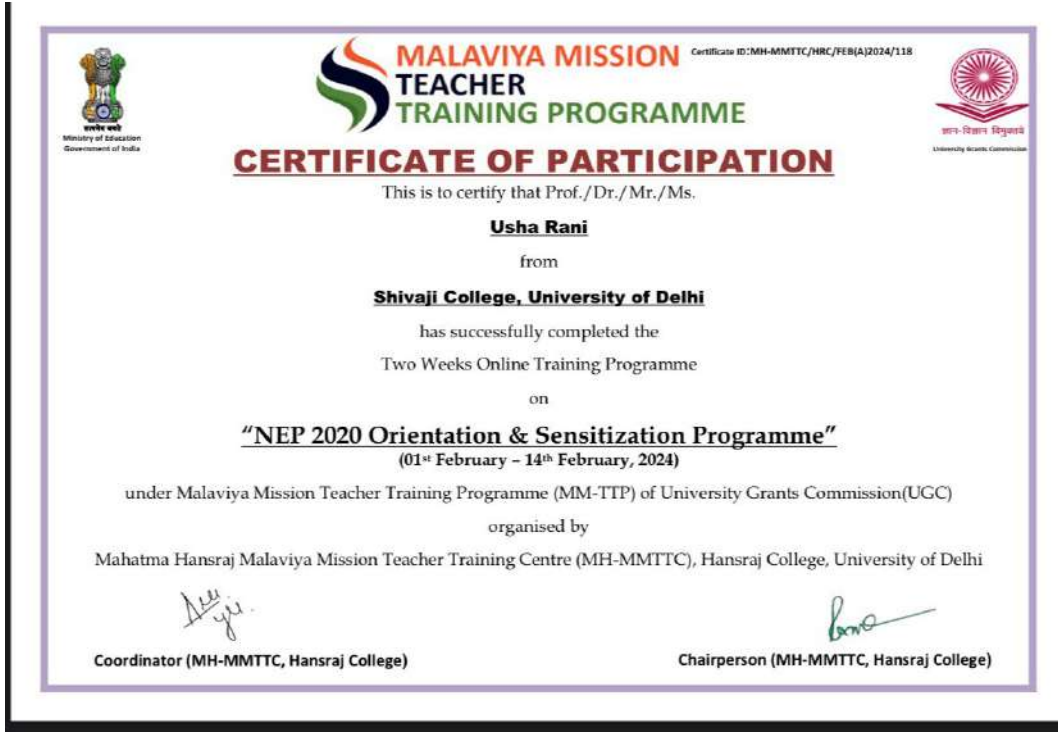 MALAVIYA MISSION
TEACHER
TRAINING PROGRAMME
Certificate ID:MH-MMTTC/HRC/FEB(A)2024/118
सत्यमेव जयते
Ministry of Education
Government of India
ज्ञान-विज्ञान विमुक्तये
University Grants Commission
CERTIFICATE OF PARTICIPATION
This is to certify that Prof./Dr./Mr./Ms.
Usha Rani
from
Shivaji College, University of Delhi
has successfully completed the
Two Weeks Online Training Programme
on
“NEP 2020 Orientation & Sensitization Programme”
(01st February – 14th February, 2024)
under Malaviya Mission Teacher Training Programme (MM-TTP) of University Grants Commission(UGC)
organised by
Mahatma Hansraj Malaviya Mission Teacher Training Centre (MH-MMTTC), Hansraj College, University of Delhi
Coordinator (MH-MMTTC, Hansraj College)
Chairperson (MH-MMTTC, Hansraj College)